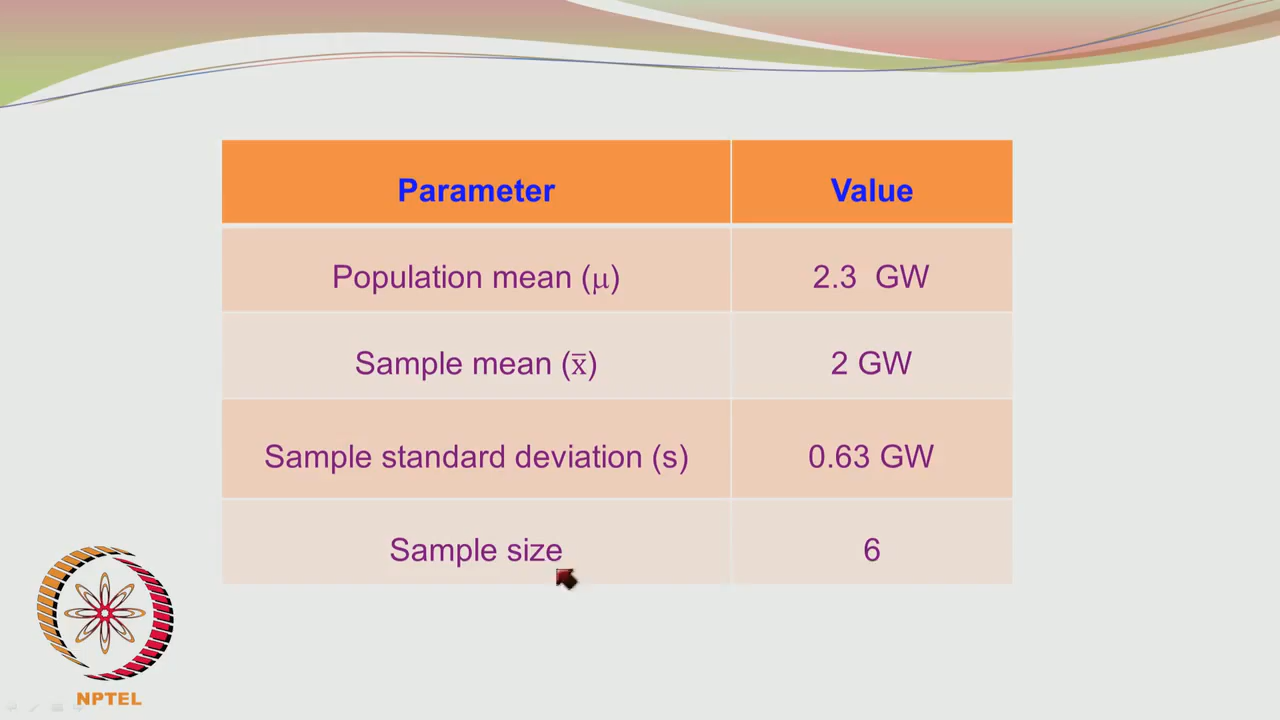 Parameter Value
Population mean (μ) 2.3 GW
Sample mean (x̅) 2 GW
Sample standard deviation (s) 0.63 GW
Sample size 6
NPTEL